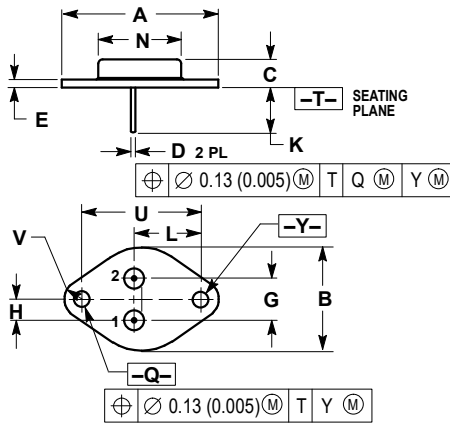 A
N
C
E
–T– SEATING PLANE
K
D 2 PL
⌖ ∅ 0.13 (0.005) Ⓜ T Q Ⓜ Y Ⓜ
U
V
L
–Y–
2
H
G
B
1
–Q–
⌖ ∅ 0.13 (0.005) Ⓜ T Y Ⓜ